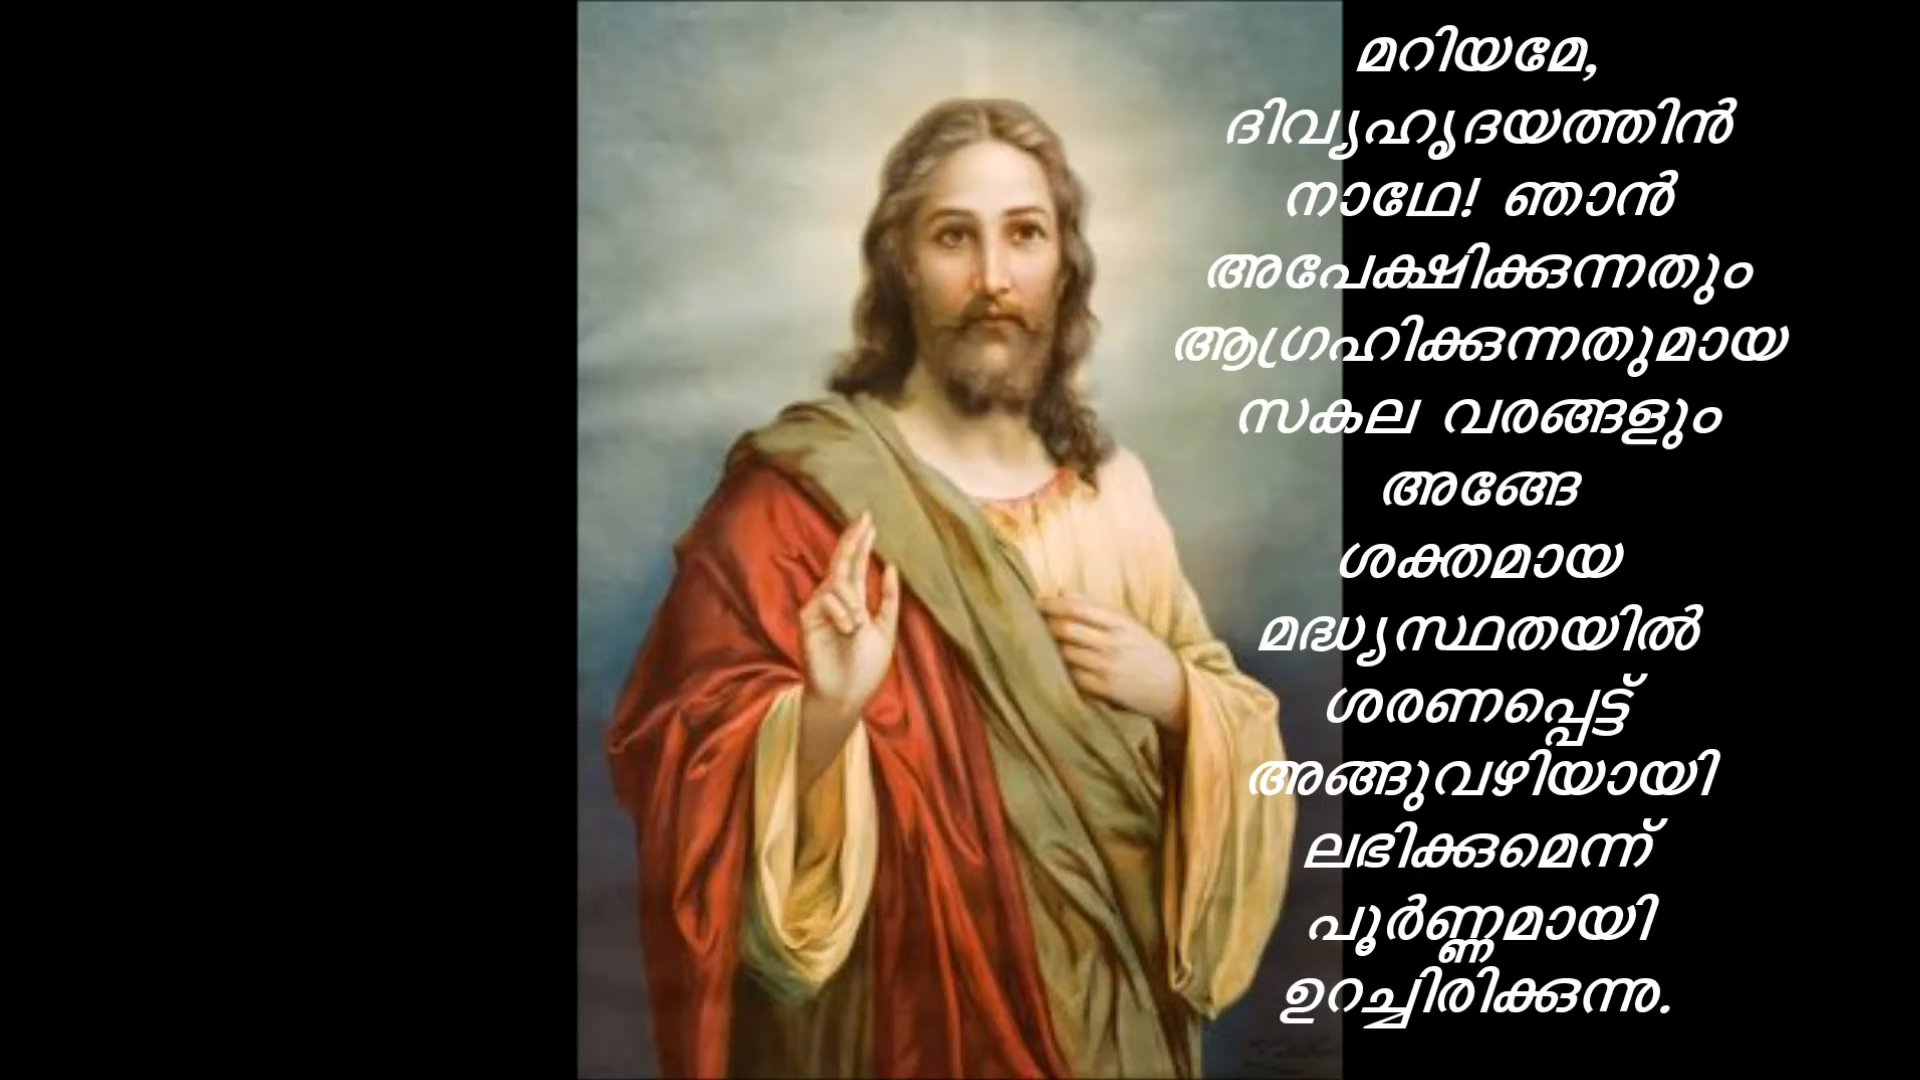 മറിയമേ,
ദിവ്യഹൃദയത്തിൻ
നാഥേ! ഞാൻ
അപേക്ഷിക്കുന്നതും
ആഗ്രഹിക്കുന്നതുമായ
സകല വരങ്ങളും
അങ്ങേ
ശക്തമായ
മദ്ധ്യസ്ഥതയിൽ
ശരണപ്പെട്ട്
അങ്ങുവഴിയായി
ലഭിക്കുമെന്ന്
പൂർണ്ണമായി
ഉറച്ചിരിക്കുന്നു.